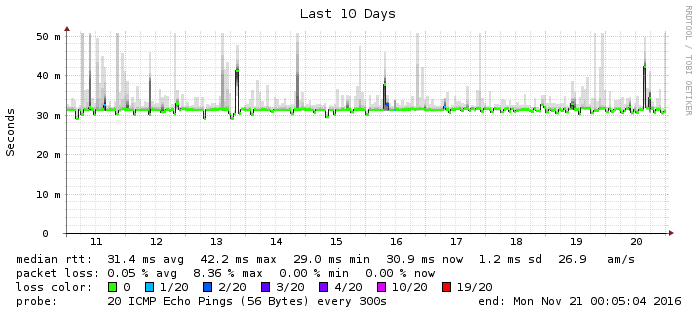 Last 10 Days
RRDTOOL / TOBI OETIKER
Seconds
50 m
40 m
30 m
20 m
10 m
0
11 12 13 14 15 16 17 18 19 20
median rtt: 31.4 ms avg 42.2 ms max 29.0 ms min 30.9 ms now 1.2 ms sd 26.9 am/s
packet loss: 0.05 % avg 8.36 % max 0.00 % min 0.00 % now
loss color: 0 1/20 2/20 3/20 4/20 10/20 19/20
probe: 20 ICMP Echo Pings (56 Bytes) every 300s end: Mon Nov 21 00:05:04 2016